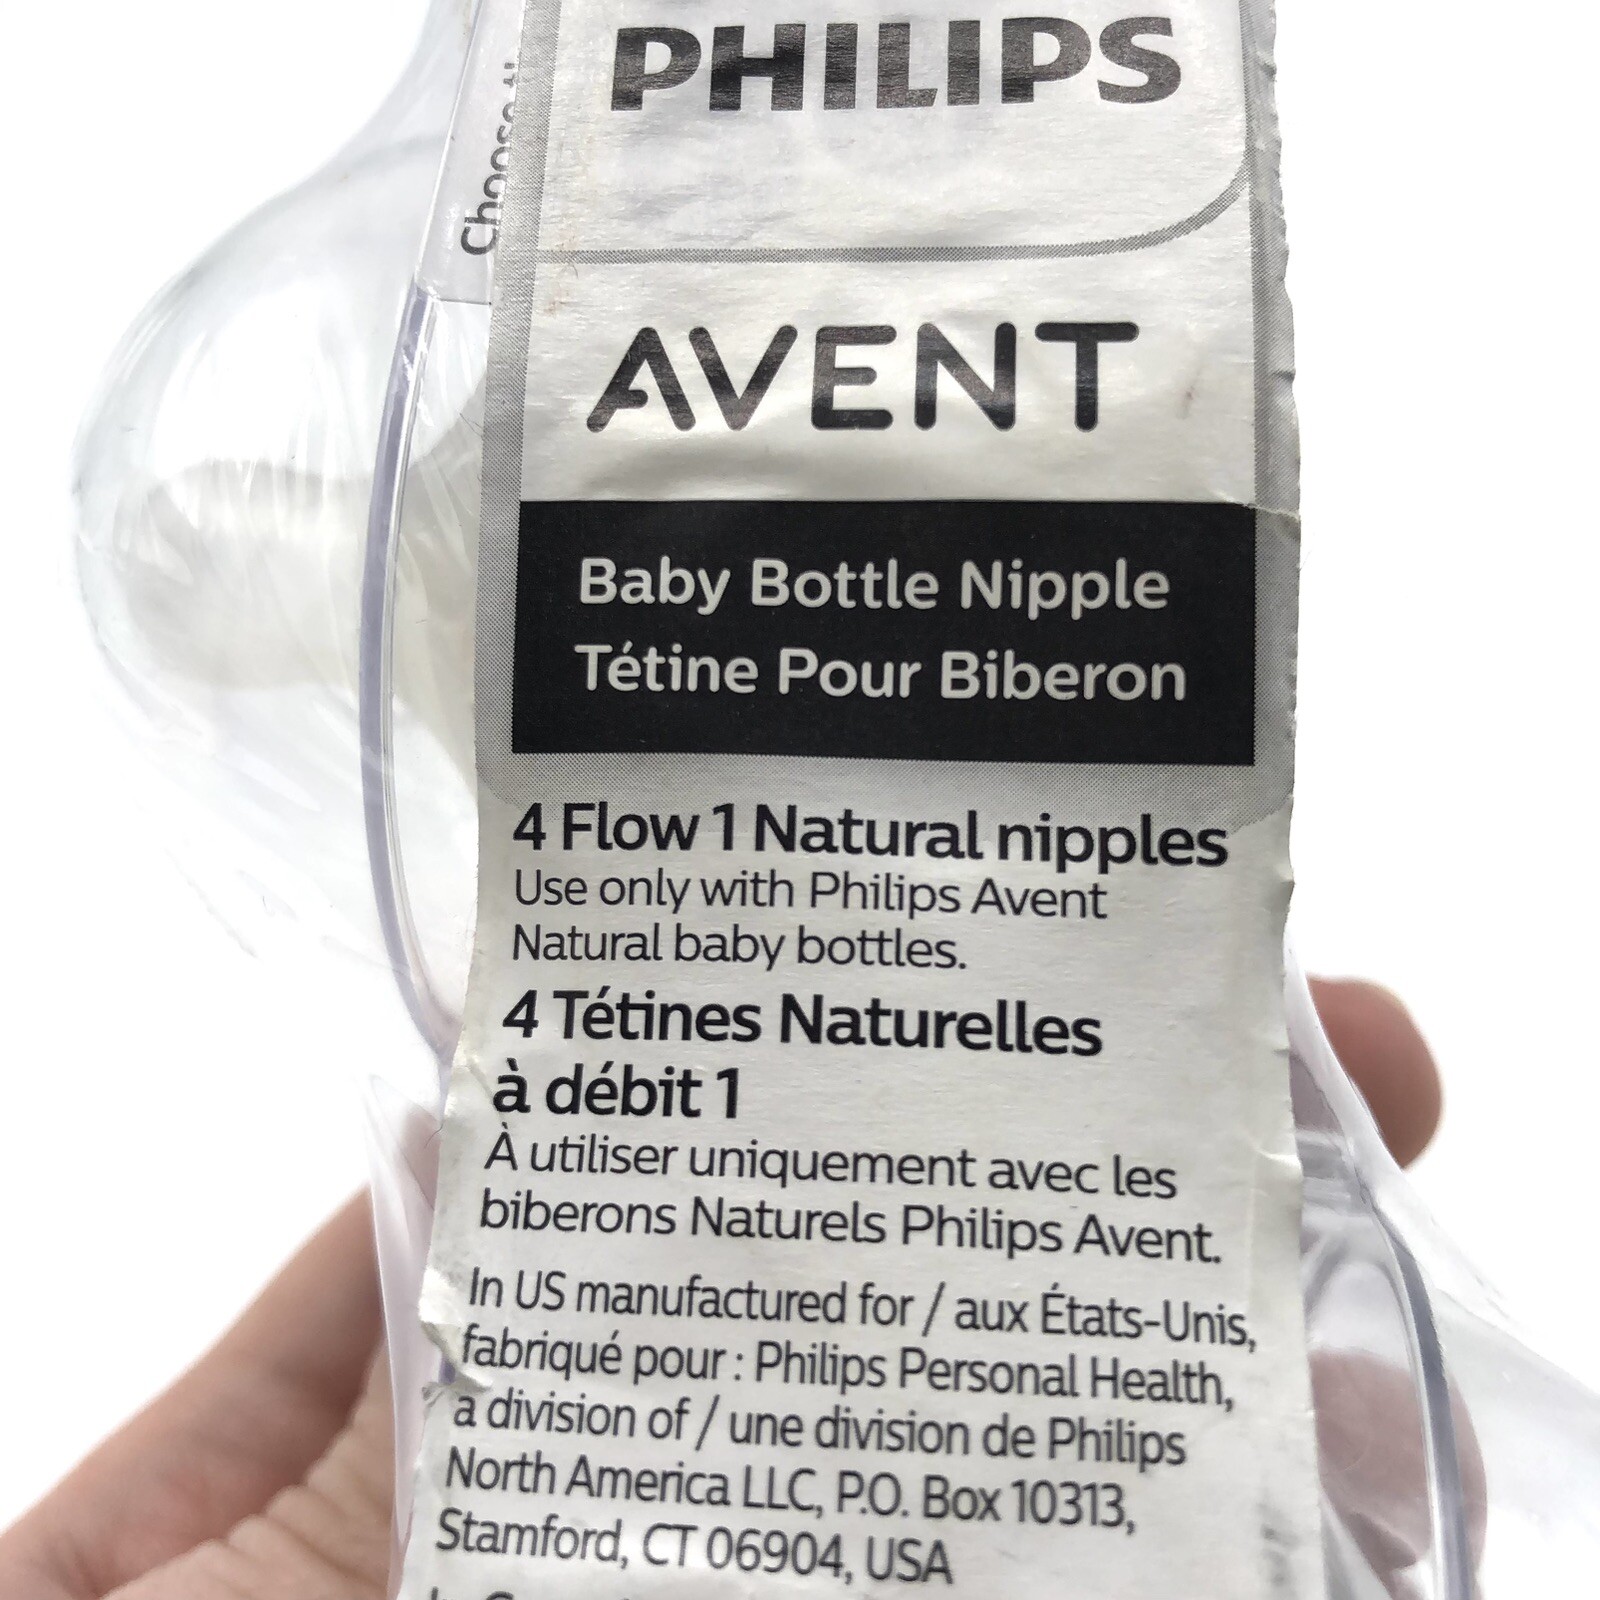 PHILIPS
AVENT
Baby Bottle Nipple
Tétine Pour Biberon
4 Flow 1 Natural nipples
Use only with Philips Avent
Natural baby bottles.
4 Tétines Naturelles
à débit 1
À utiliser uniquement avec les
biberons Naturels Philips Avent.
In US manufactured for / aux États-Unis,
fabriqué pour : Philips Personal Health,
a division of / une division de Philips
North America LLC, P.O. Box 10313,
Stamford, CT 06904, USA
Choose